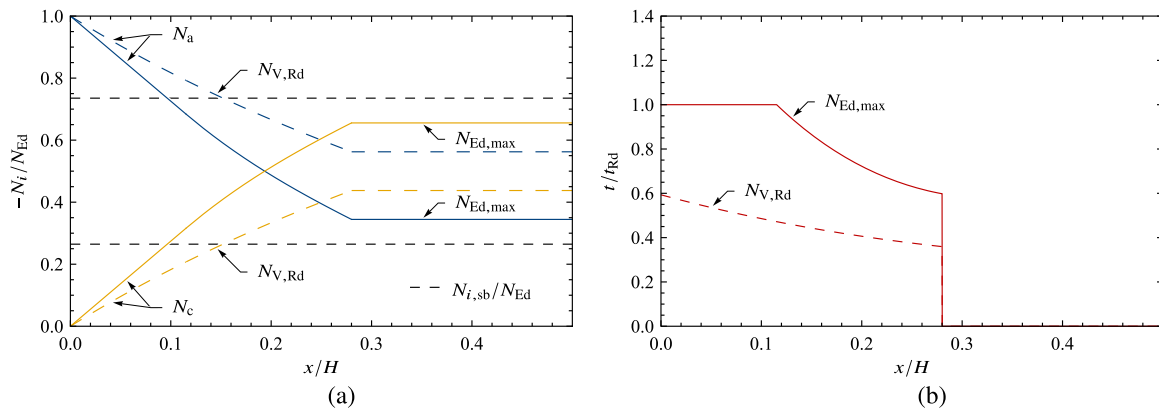 1.0
0.8
0.6
0.4
0.2
0.0
−N_i/N_Ed
N_a
N_V,Rd
N_Ed,max
N_Ed,max
N_V,Rd
N_c
N_i,sb/N_Ed
0.0 0.1 0.2 0.3 0.4
x/H
(a)
1.4
1.2
1.0
0.8
0.6
0.4
0.2
0.0
t/t_Rd
N_Ed,max
N_V,Rd
0.0 0.1 0.2 0.3 0.4
x/H
(b)